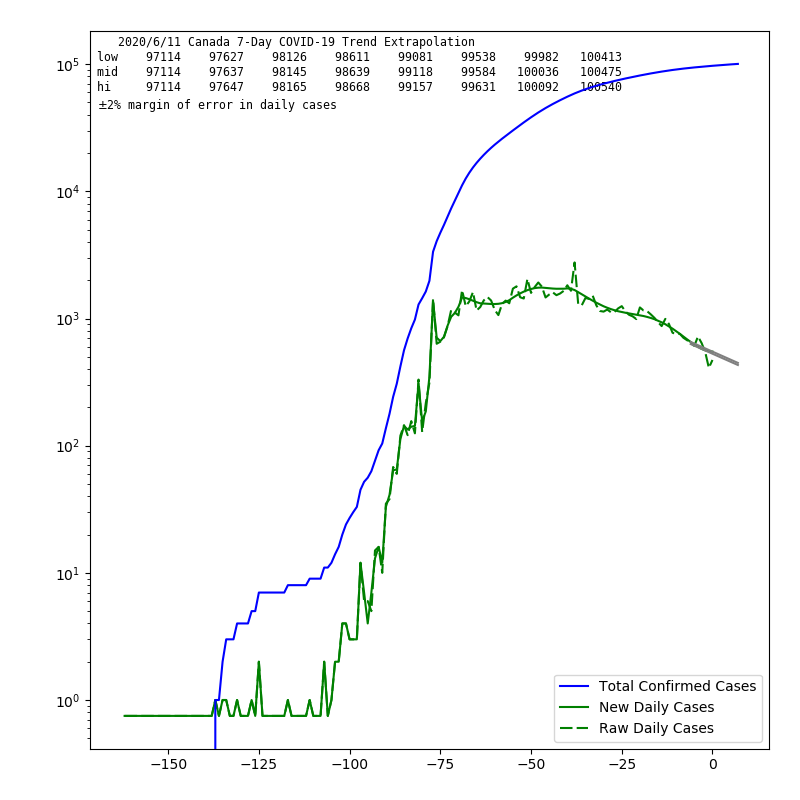 2020/6/11 Canada 7-Day COVID-19 Trend Extrapolation
low 97114 97627 98126 98611 99081 99538 99982 100413
mid 97114 97637 98145 98639 99118 99584 100036 100475
hi 97114 97647 98165 98668 99157 99631 100092 100540
±2% margin of error in daily cases
10⁵
10⁴
10³
10²
10¹
10⁰
Total Confirmed Cases
New Daily Cases
Raw Daily Cases
−150 −125 −100 −75 −50 −25 0